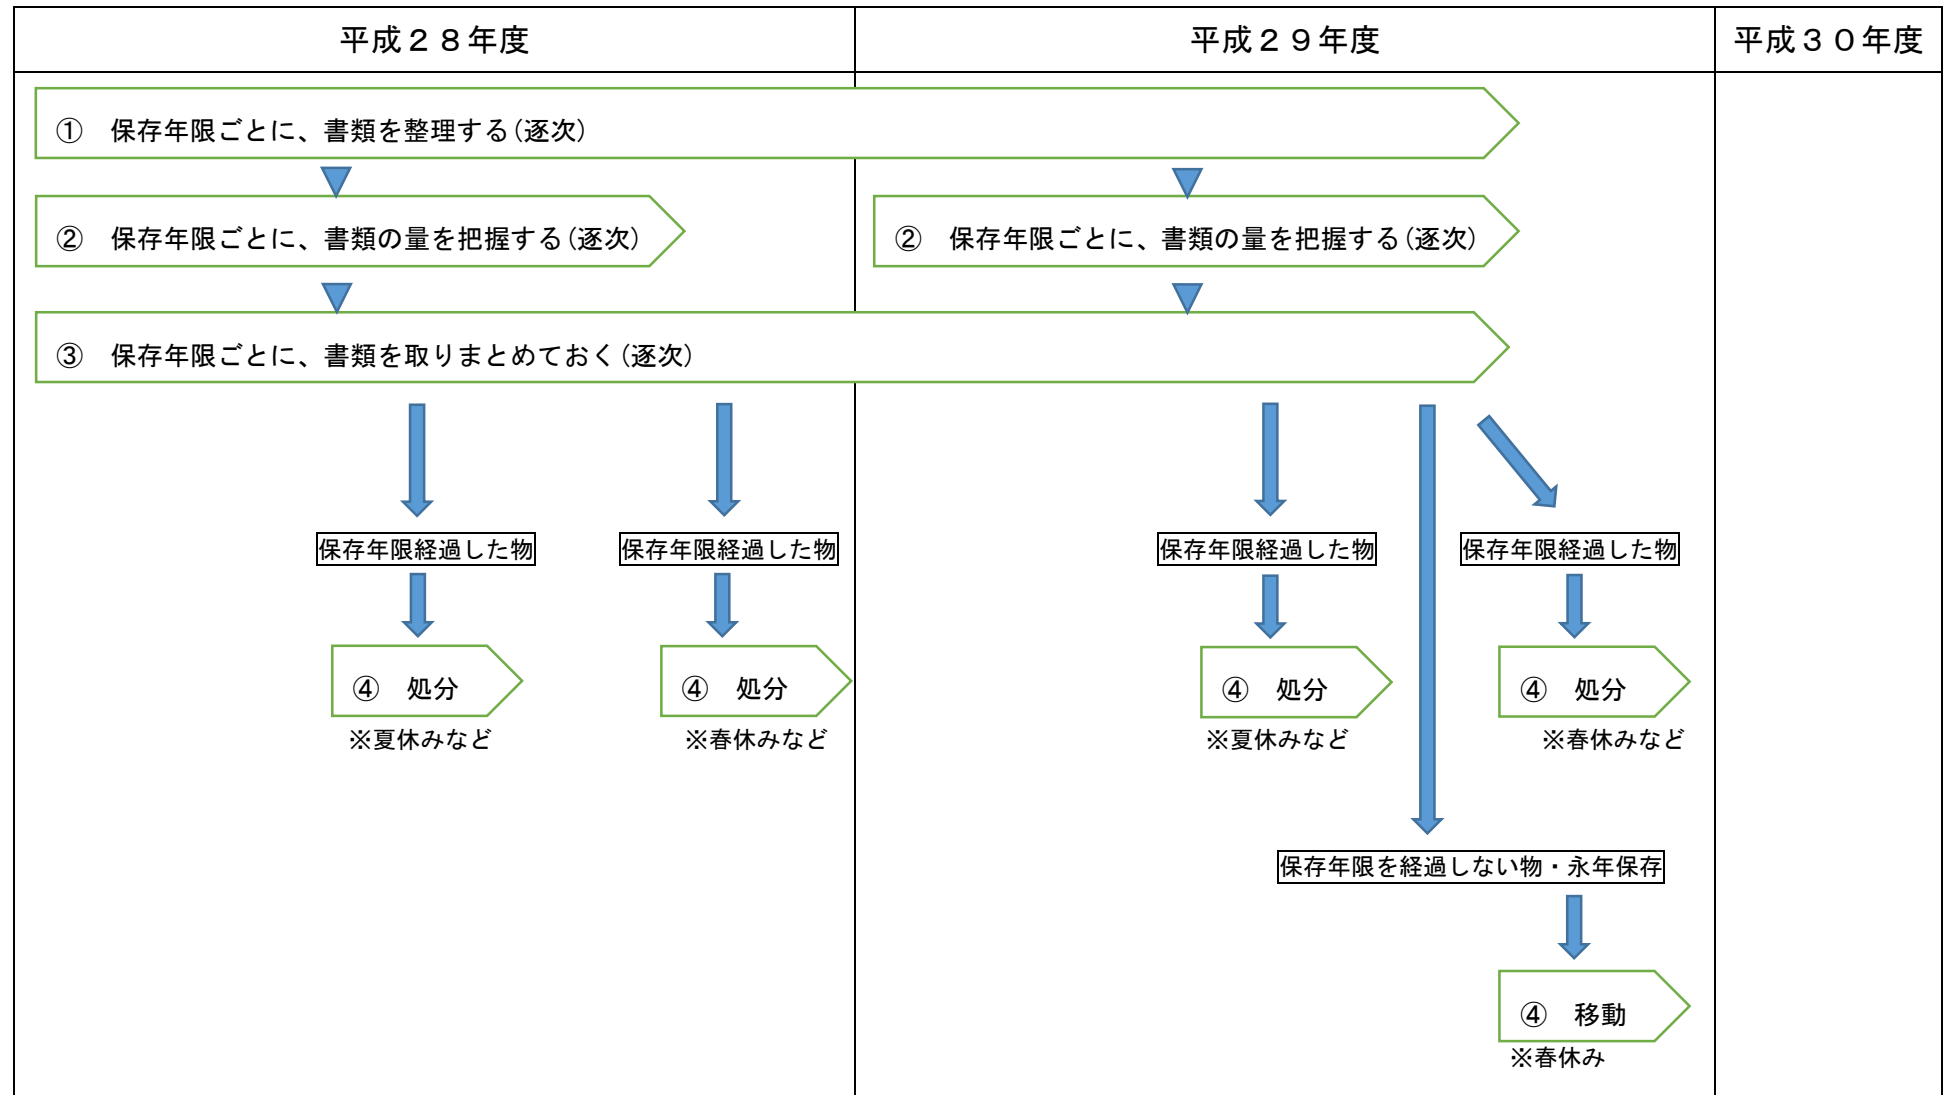 平成２８年度
平成２９年度
平成３０年度
①　保存年限ごとに、書類を整理する(逐次)
②　保存年限ごとに、書類の量を把握する(逐次)
②　保存年限ごとに、書類の量を把握する(逐次)
③　保存年限ごとに、書類を取りまとめておく(逐次)
保存年限経過した物
保存年限経過した物
保存年限経過した物
保存年限経過した物
④　処分
④　処分
④　処分
④　処分
※夏休みなど
※春休みなど
※夏休みなど
※春休みなど
保存年限を経過しない物・永年保存
④　移動
※春休み